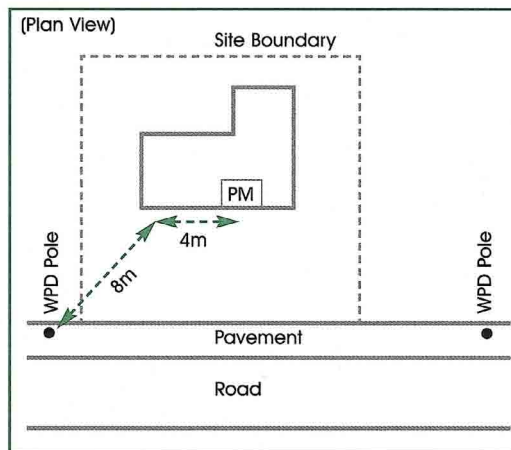 (Plan View)
Site Boundary
PM
4m
8m
WPD Pole
WPD Pole
Pavement
Road